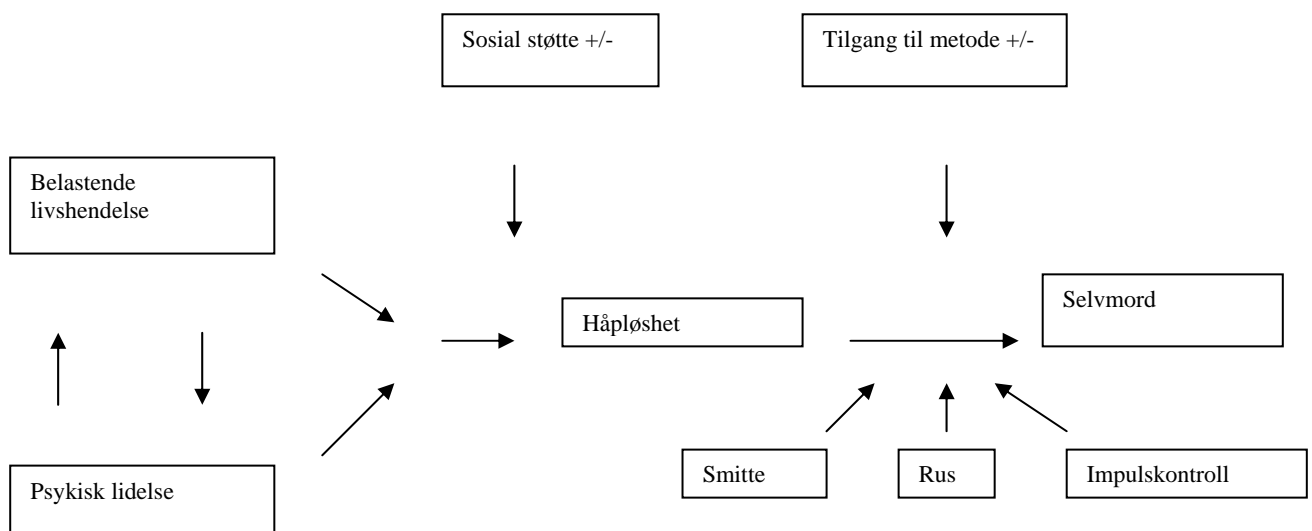 Sosial støtte +/-
Tilgang til metode +/-
Belastende
livshendelse
Håpløshet
Selvmord
Psykisk lidelse
Smitte
Rus
Impulskontroll